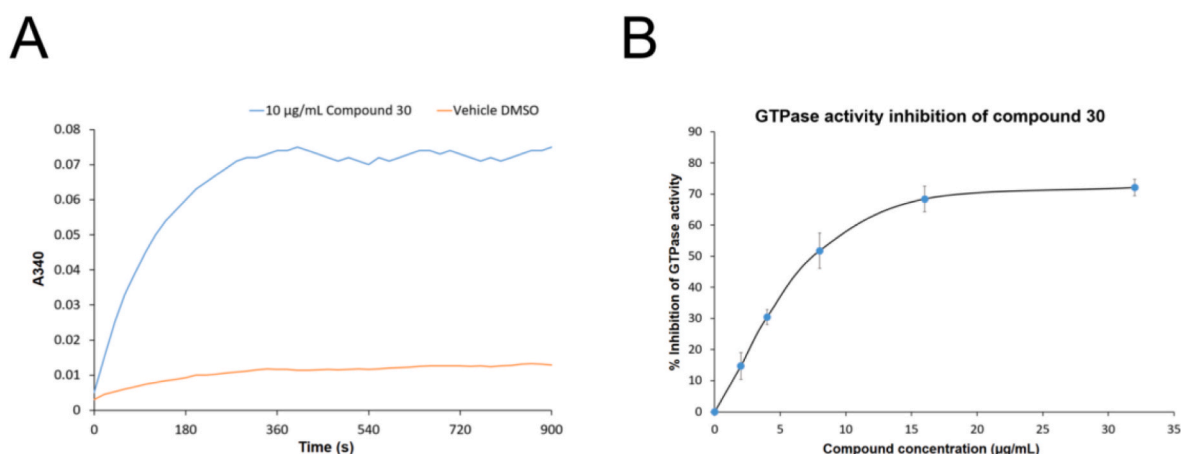 A
10 µg/mL Compound 30
Vehicle DMSO
A340
0.08
0.07
0.06
0.05
0.04
0.03
0.02
0.01
0
0 180 360 540 720 900
Time (s)
B
GTPase activity inhibition of compound 30
% Inhibition of GTPase activity
90
80
70
60
50
40
30
20
10
0
0 5 10 15 20 25 30 35
Compound concentration (µg/mL)